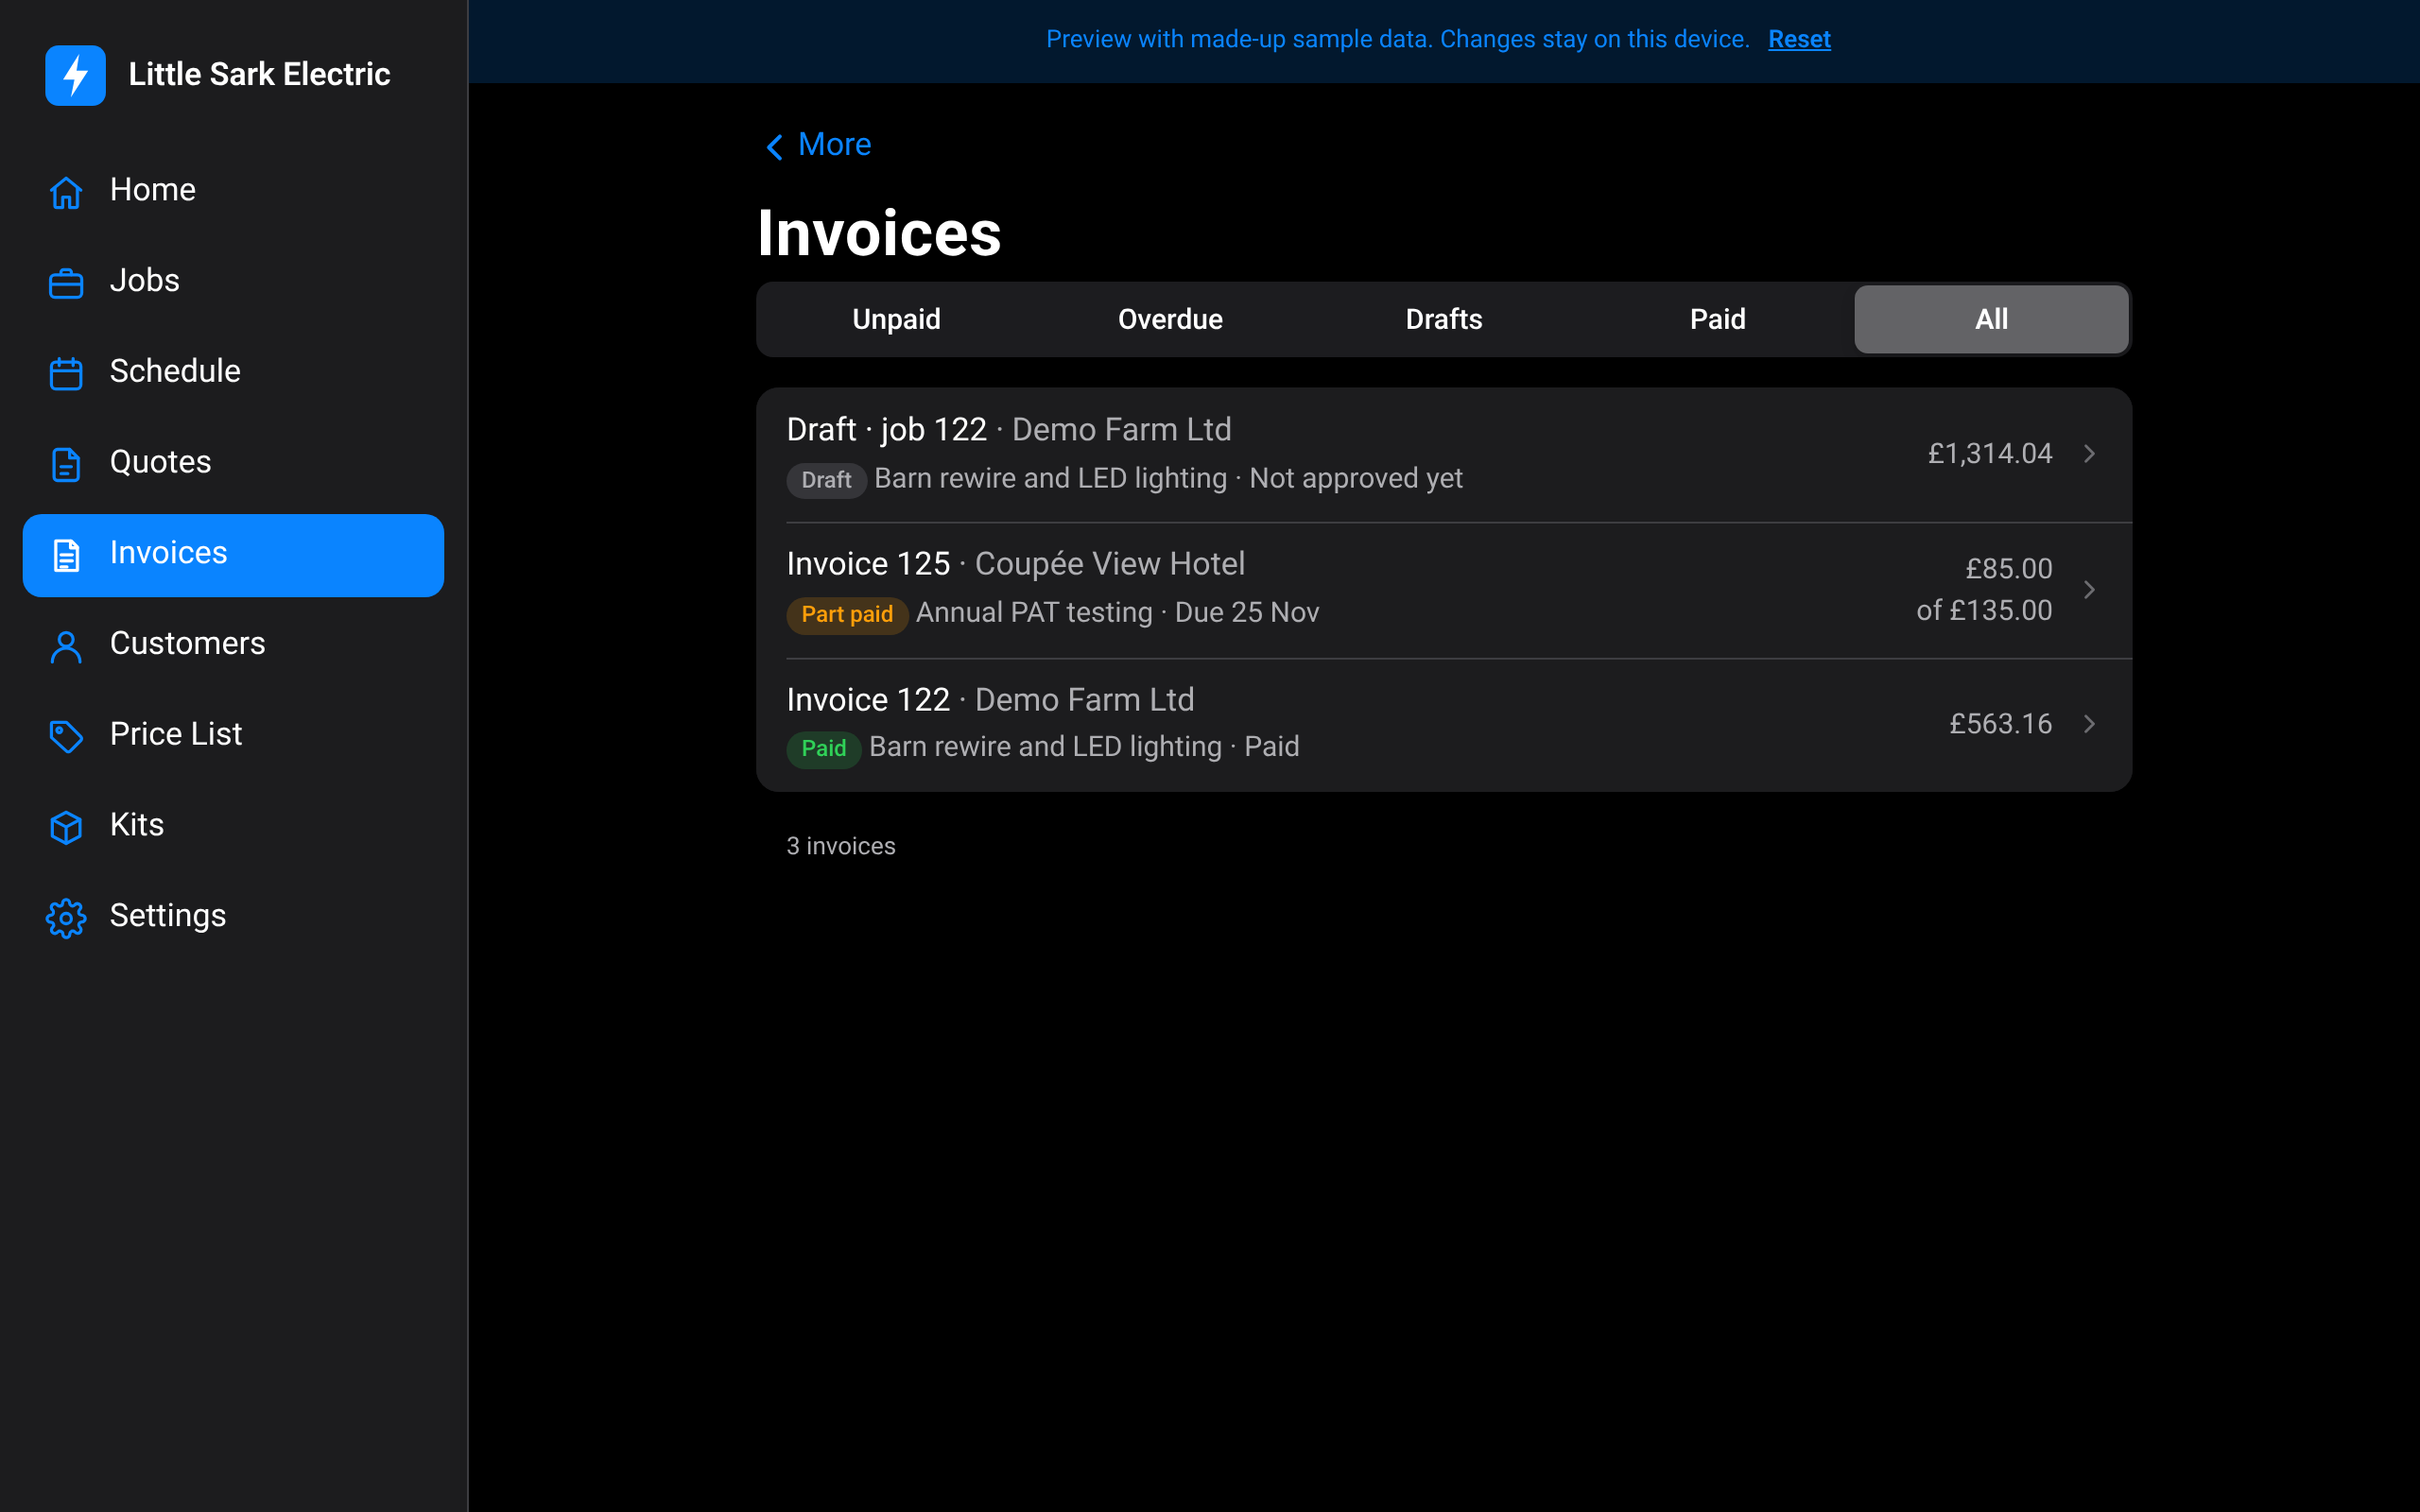 Little Sark Electric
Home
Jobs
Schedule
Quotes
Invoices
Customers
Price List
Kits
Settings
Preview with made-up sample data. Changes stay on this device. Reset
More
Invoices
Unpaid Overdue Drafts Paid All
Draft · job 122 · Demo Farm Ltd
Draft Barn rewire and LED lighting · Not approved yet
£1,314.04
Invoice 125 · Coupée View Hotel
Part paid Annual PAT testing · Due 25 Nov
£85.00
of £135.00
Invoice 122 · Demo Farm Ltd
Paid Barn rewire and LED lighting · Paid
£563.16
3 invoices